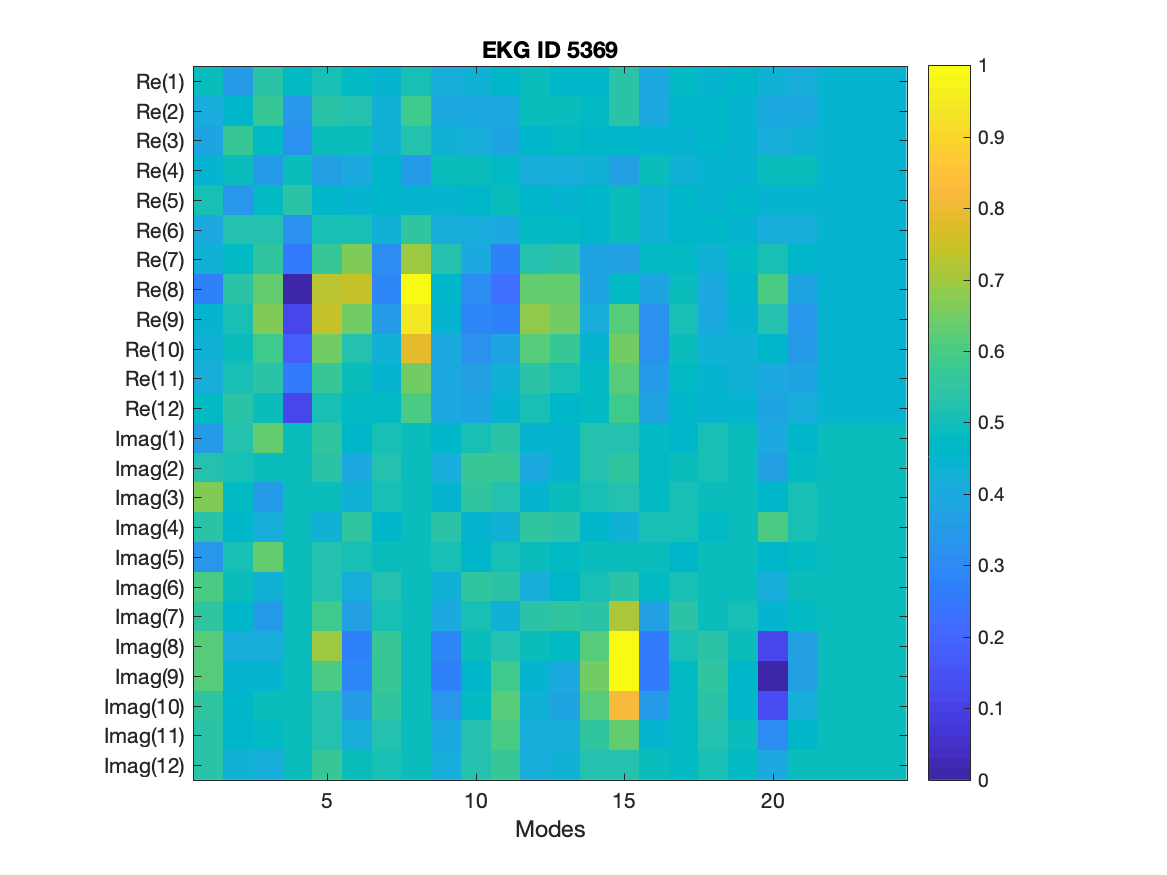 EKG ID 5369
Re(1)
Re(2)
Re(3)
Re(4)
Re(5)
Re(6)
Re(7)
Re(8)
Re(9)
Re(10)
Re(11)
Re(12)
Imag(1)
Imag(2)
Imag(3)
Imag(4)
Imag(5)
Imag(6)
Imag(7)
Imag(8)
Imag(9)
Imag(10)
Imag(11)
Imag(12)
5 10 15 20
Modes
1
0.9
0.8
0.7
0.6
0.5
0.4
0.3
0.2
0.1
0